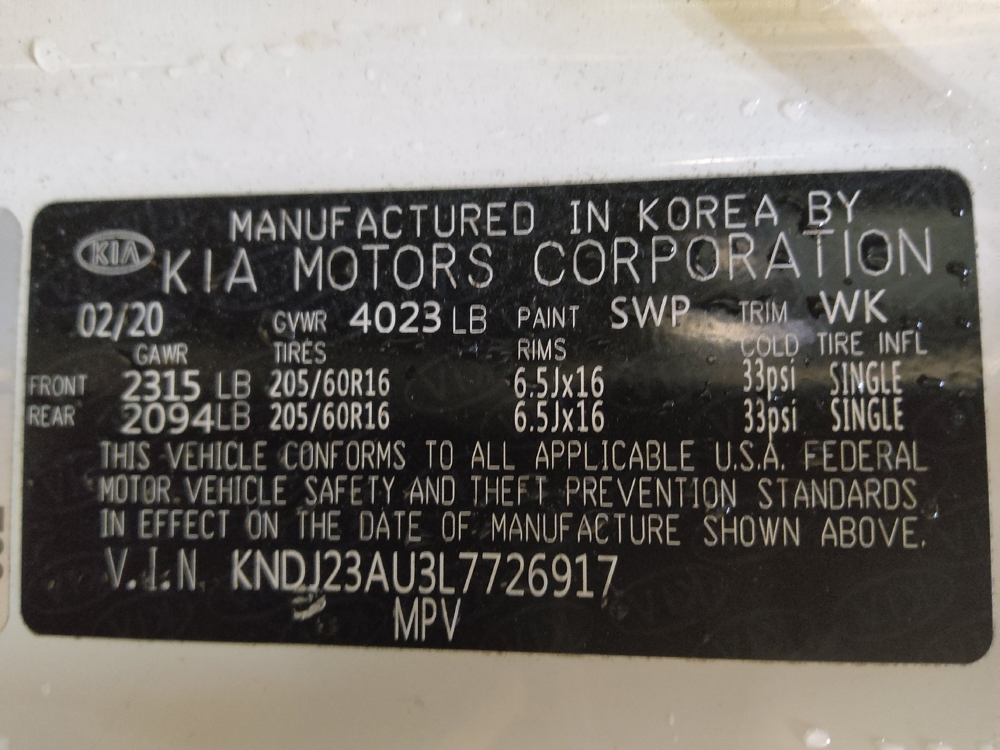 MANUFACTURED IN KOREA BY
KIA KIA MOTORS CORPORATION
02/20 GVWR 4023 LB PAINT SWP TRIM WK
GAWR TIRES RIMS COLD TIRE INFL
FRONT 2315 LB 205/60R16 6.5Jx16 33psi SINGLE
REAR 2094LB 205/60R16 6.5Jx16 33psi SINGLE
THIS VEHICLE CONFORMS TO ALL APPLICABLE U.S.A. FEDERAL
MOTOR VEHICLE SAFETY AND THEFT PREVENTION STANDARDS
IN EFFECT ON THE DATE OF MANUFACTURE SHOWN ABOVE.
V.I.N. KNDJ23AU3L7726917
MPV